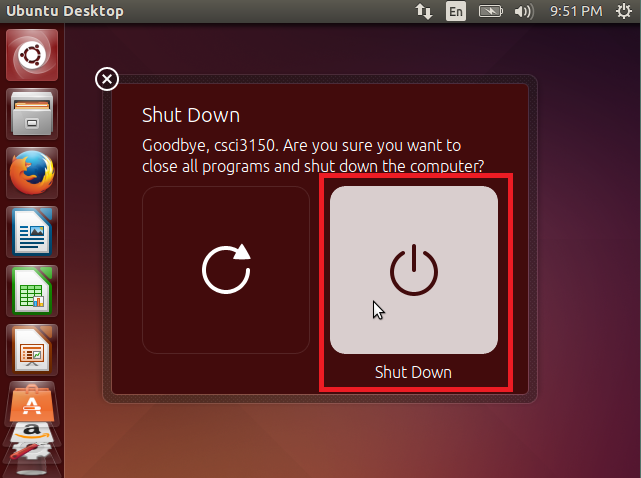 Ubuntu Desktop
En
9:51 PM
Shut Down
Goodbye, csci3150. Are you sure you want to
close all programs and shut down the computer?
Shut Down